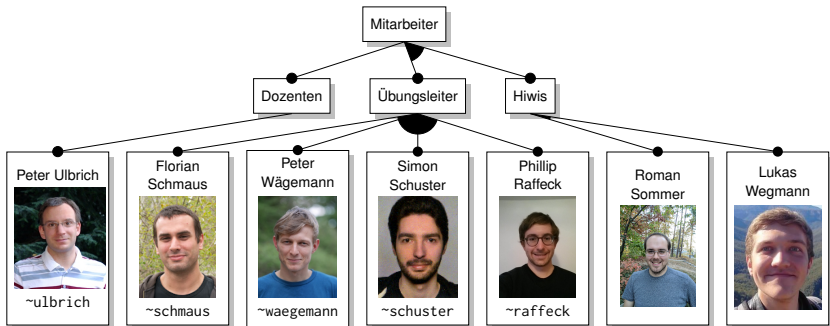 Mitarbeiter
Dozenten
Übungsleiter
Hiwis
Peter Ulbrich
~ulbrich
Florian
Schmaus
~schmaus
Peter
Wägemann
~waegemann
Simon
Schuster
~schuster
Phillip
Raffeck
~raffeck
Roman
Sommer
Lukas
Wegmann